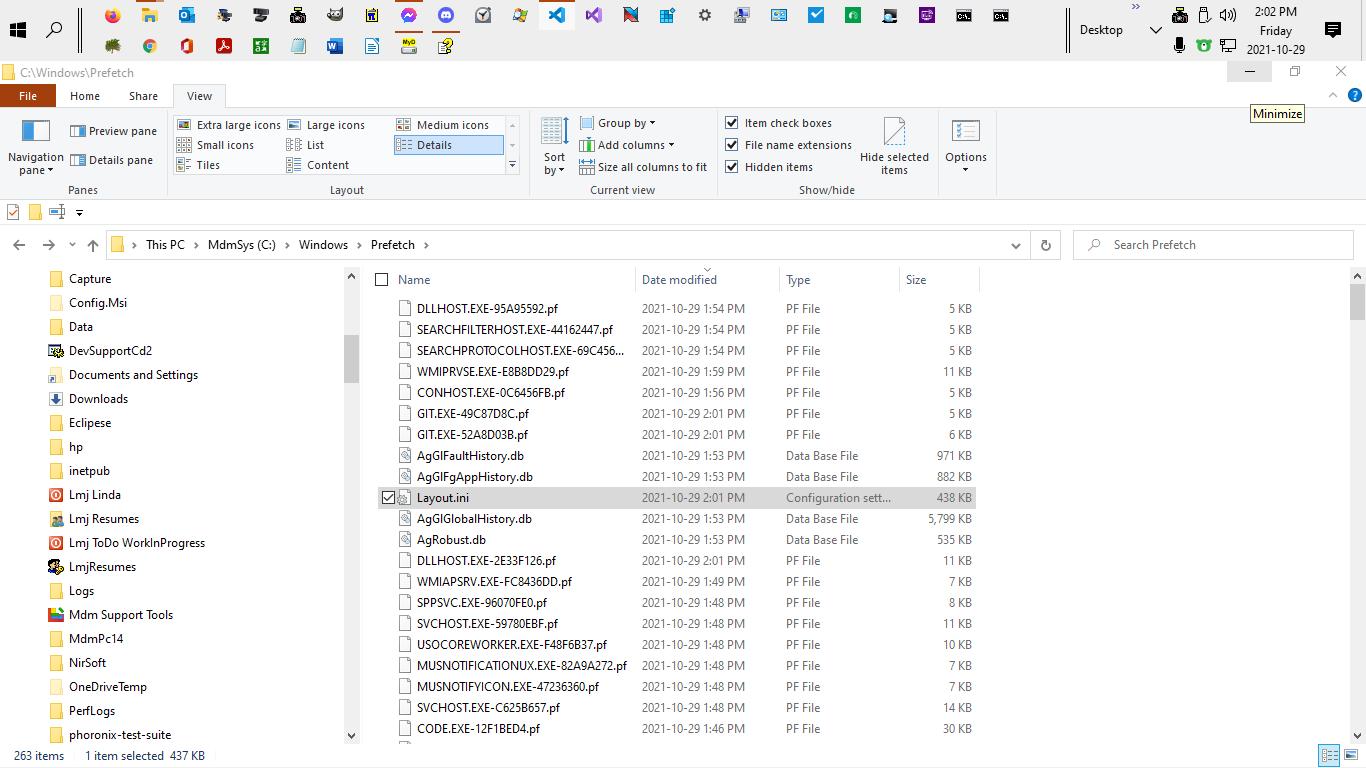 2:02 PM
Desktop
Friday
2021-10-29
C:\Windows\Prefetch
File Home Share View
Minimize
Navigation pane
Preview pane
Details pane
Panes
Extra large icons Large icons Medium icons
Small icons List Details
Tiles Content
Layout
Sort by
Group by
Add columns
Size all columns to fit
Current view
Item check boxes
File name extensions
Hidden items
Hide selected items
Show/hide
Options
This PC MdmSys (C:) Windows Prefetch
Search Prefetch
Capture
Config.Msi
Data
DevSupportCd2
Documents and Settings
Downloads
Eclipese
hp
inetpub
Lmj Linda
Lmj Resumes
Lmj ToDo WorkInProgress
LmjResumes
Logs
Mdm Support Tools
MdmPc14
NirSoft
OneDriveTemp
PerfLogs
phoronix-test-suite
Name Date modified Type Size
DLLHOST.EXE-95A95592.pf 2021-10-29 1:54 PM PF File 5 KB
SEARCHFILTERHOST.EXE-44162447.pf 2021-10-29 1:54 PM PF File 5 KB
SEARCHPROTOCOLHOST.EXE-69C456... 2021-10-29 1:54 PM PF File 5 KB
WMIPRVSE.EXE-E8B8DD29.pf 2021-10-29 1:59 PM PF File 11 KB
CONHOST.EXE-0C6456FB.pf 2021-10-29 1:56 PM PF File 5 KB
GIT.EXE-49C87D8C.pf 2021-10-29 2:01 PM PF File 5 KB
GIT.EXE-52A8D03B.pf 2021-10-29 2:01 PM PF File 6 KB
AgGlFaultHistory.db 2021-10-29 1:53 PM Data Base File 971 KB
AgGlFgAppHistory.db 2021-10-29 1:53 PM Data Base File 882 KB
Layout.ini 2021-10-29 2:01 PM Configuration sett... 438 KB
AgGlGlobalHistory.db 2021-10-29 1:53 PM Data Base File 5,799 KB
AgRobust.db 2021-10-29 1:53 PM Data Base File 535 KB
DLLHOST.EXE-2E33F126.pf 2021-10-29 2:01 PM PF File 11 KB
WMIAPSRV.EXE-FC8436DD.pf 2021-10-29 1:49 PM PF File 7 KB
SPPSVC.EXE-96070FE0.pf 2021-10-29 1:48 PM PF File 8 KB
SVCHOST.EXE-59780EBF.pf 2021-10-29 1:48 PM PF File 11 KB
USOCOREWORKER.EXE-F48F6B37.pf 2021-10-29 1:48 PM PF File 10 KB
MUSNOTIFICATIONUX.EXE-82A9A272.pf 2021-10-29 1:48 PM PF File 7 KB
MUSNOTIFYICON.EXE-47236360.pf 2021-10-29 1:48 PM PF File 7 KB
SVCHOST.EXE-C625B657.pf 2021-10-29 1:48 PM PF File 14 KB
CODE.EXE-12F1BED4.pf 2021-10-29 1:46 PM PF File 30 KB
263 items 1 item selected 437 KB